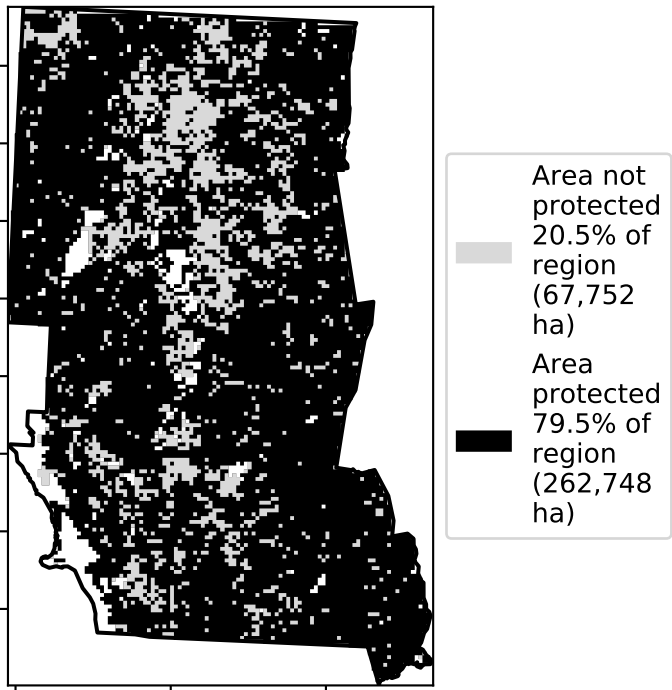 Area not
protected
20.5% of
region
(67,752
ha)
Area
protected
79.5% of
region
(262,748
ha)